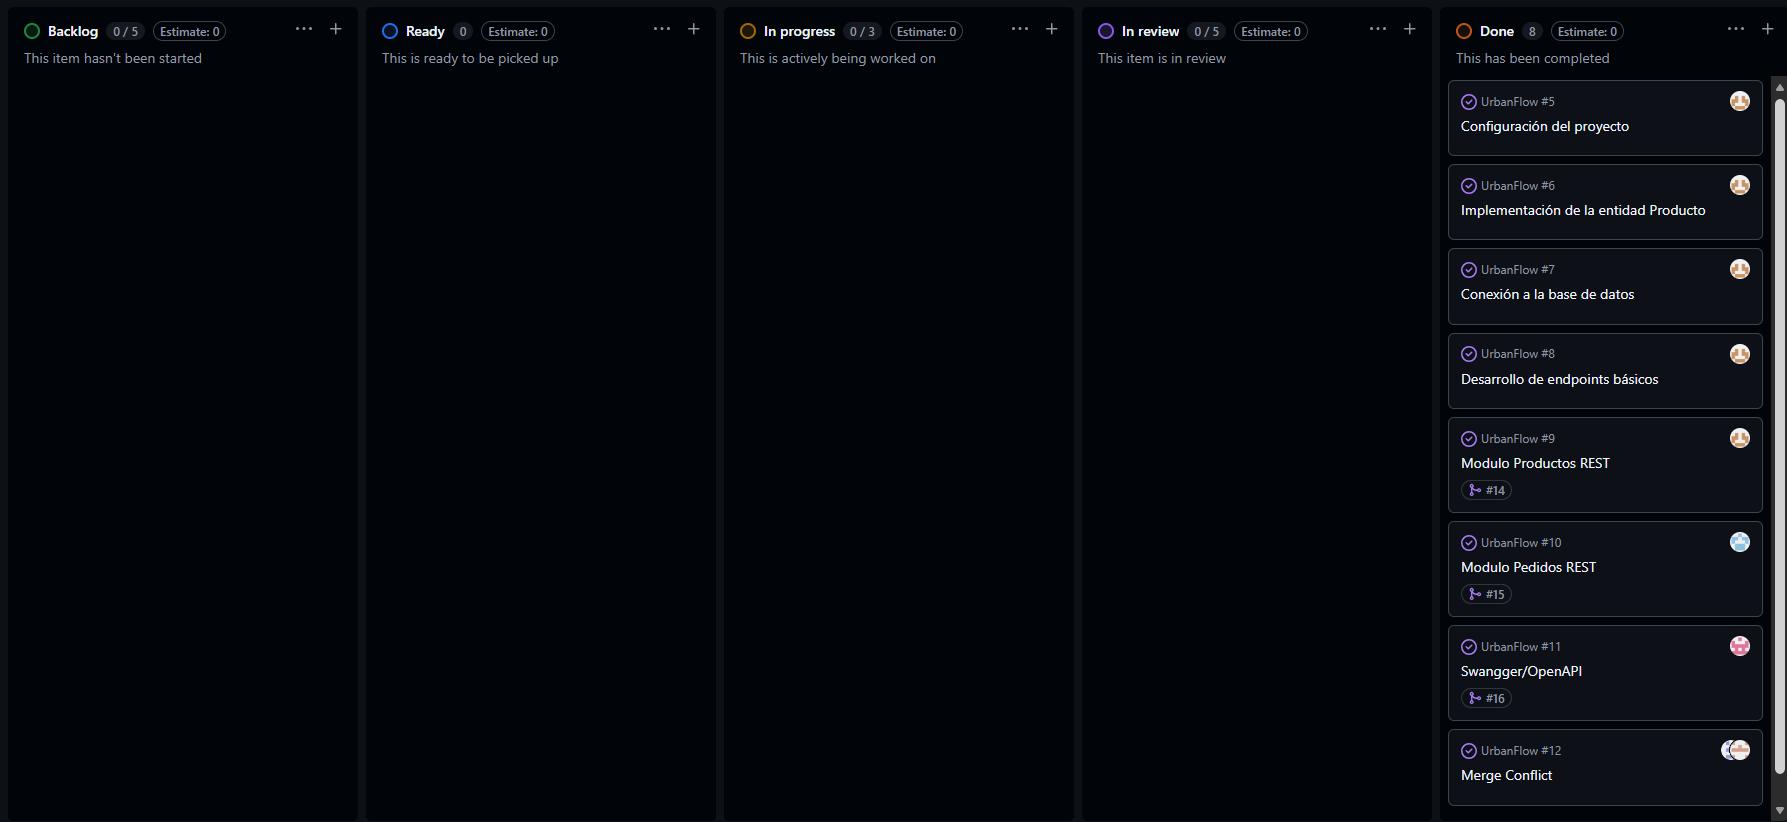 Backlog 0 / 5 Estimate: 0
This item hasn't been started
Ready 0 Estimate: 0
This is ready to be picked up
In progress 0 / 3 Estimate: 0
This is actively being worked on
In review 0 / 5 Estimate: 0
This item is in review
Done 8 Estimate: 0
This has been completed
UrbanFlow #5
Configuración del proyecto
UrbanFlow #6
Implementación de la entidad Producto
UrbanFlow #7
Conexión a la base de datos
UrbanFlow #8
Desarrollo de endpoints básicos
UrbanFlow #9
Modulo Productos REST
#14
UrbanFlow #10
Modulo Pedidos REST
#15
UrbanFlow #11
Swangger/OpenAPI
#16
UrbanFlow #12
Merge Conflict